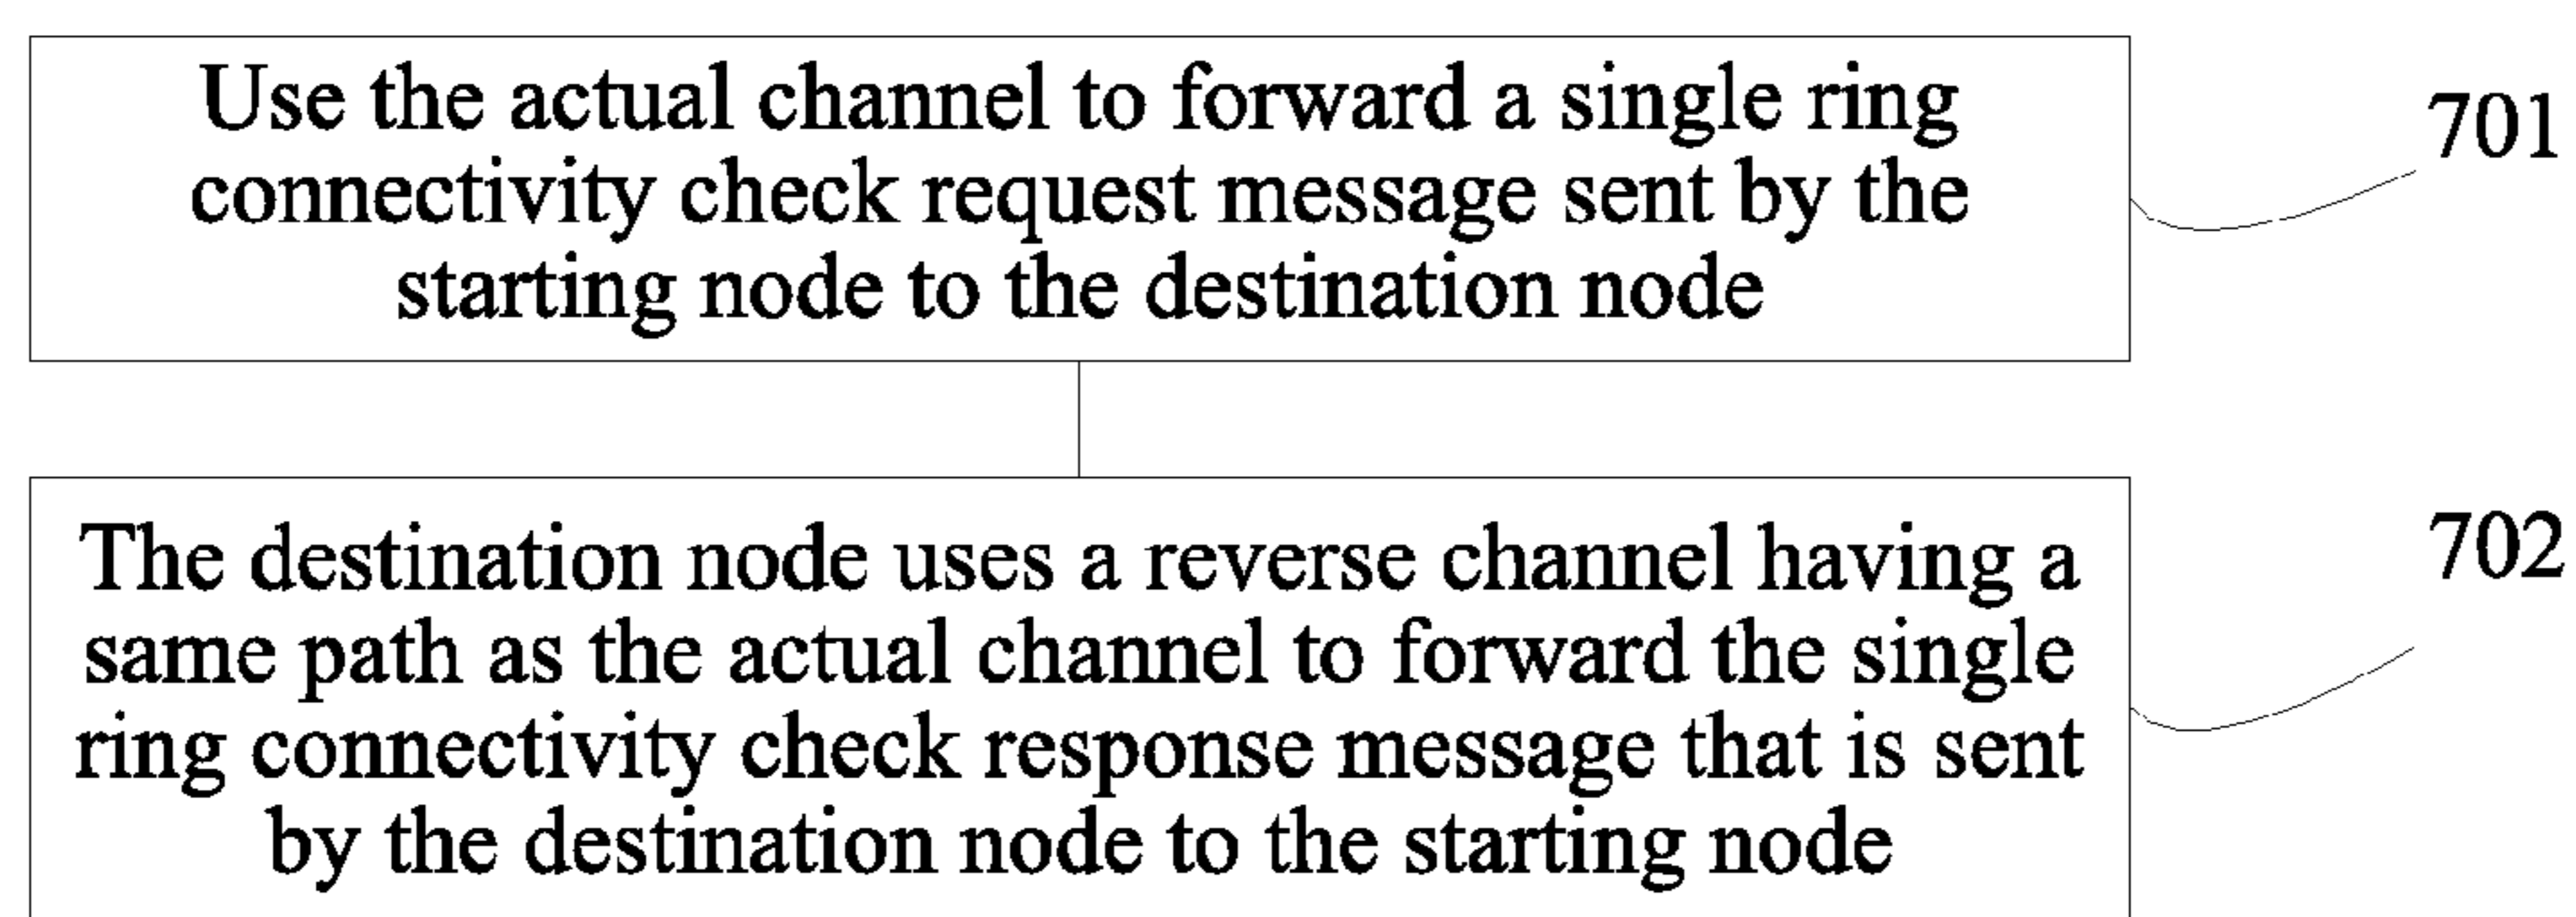 Use the actual channel to forward a single ring
connectivity check request message sent by the
starting node to the destination node
701
The destination node uses a reverse channel having a
same path as the actual channel to forward the single
ring connectivity check response message that is sent
by the destination node to the starting node
702